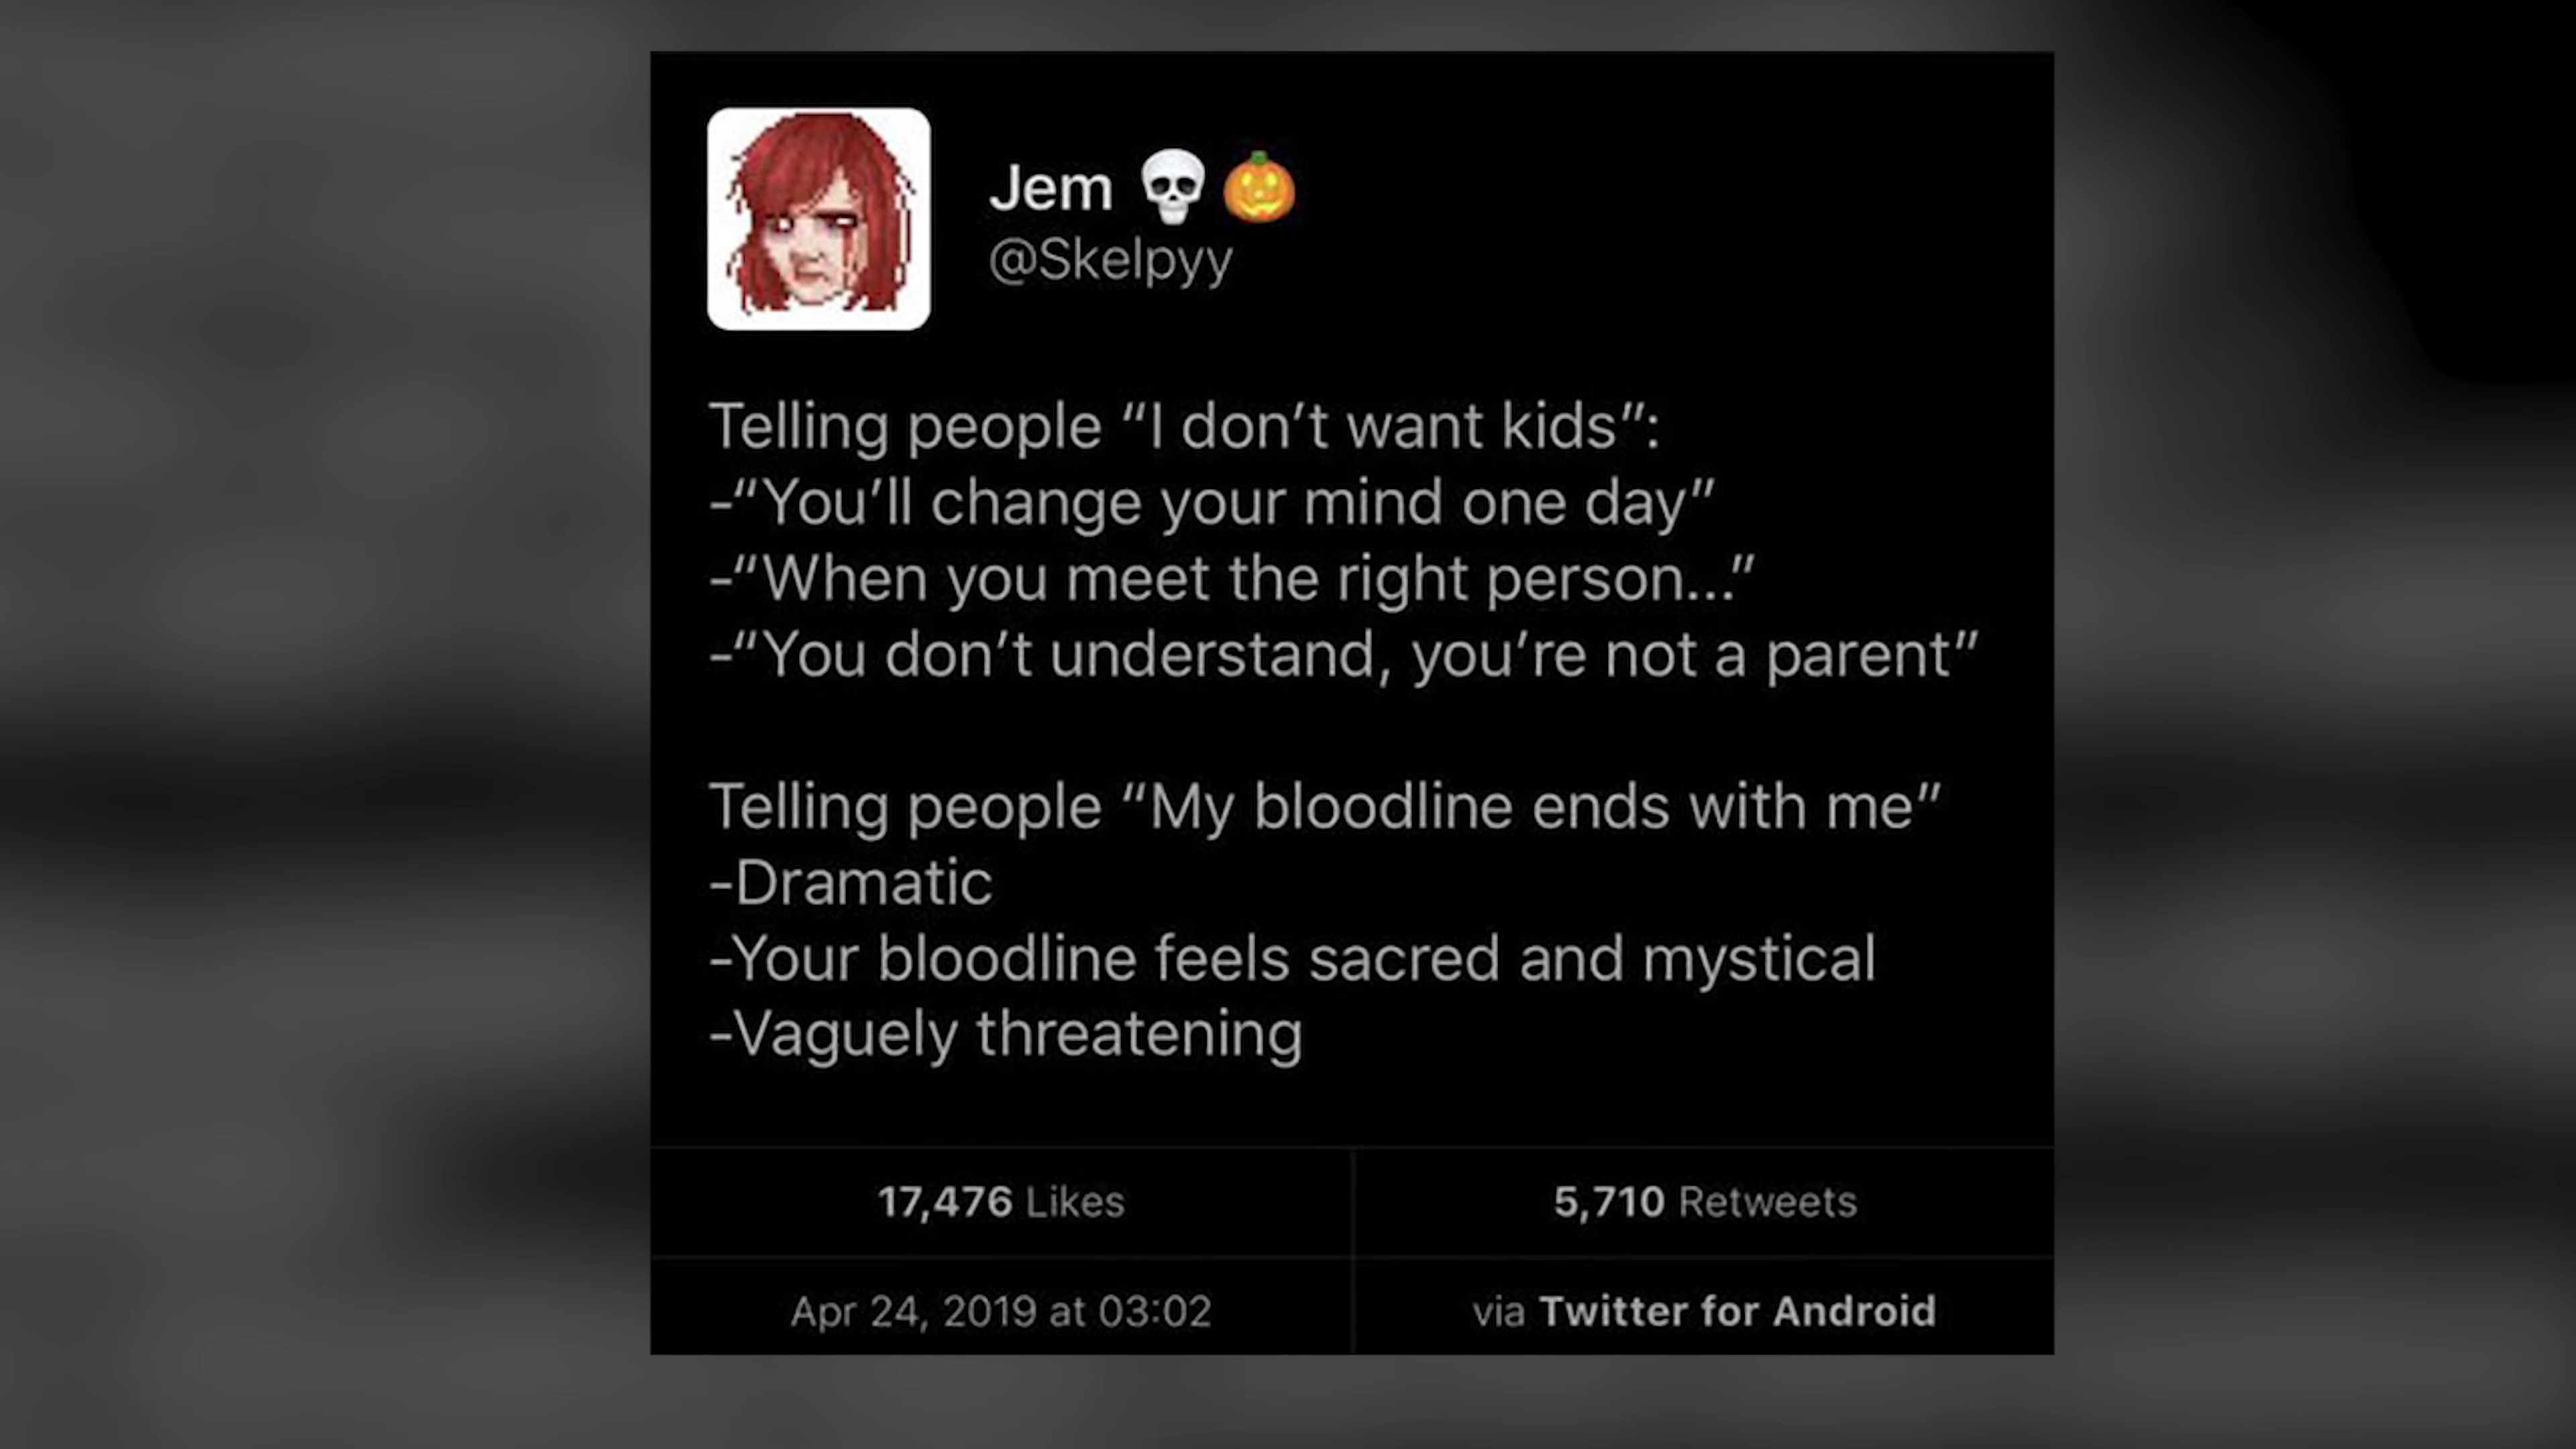 Jem 💀🎃
@Skelpyy
Telling people “I don’t want kids”:
-“You’ll change your mind one day”
-“When you meet the right person...”
-“You don’t understand, you’re not a parent”
Telling people “My bloodline ends with me”
-Dramatic
-Your bloodline feels sacred and mystical
-Vaguely threatening
17,476 Likes
5,710 Retweets
Apr 24, 2019 at 03:02
via Twitter for Android